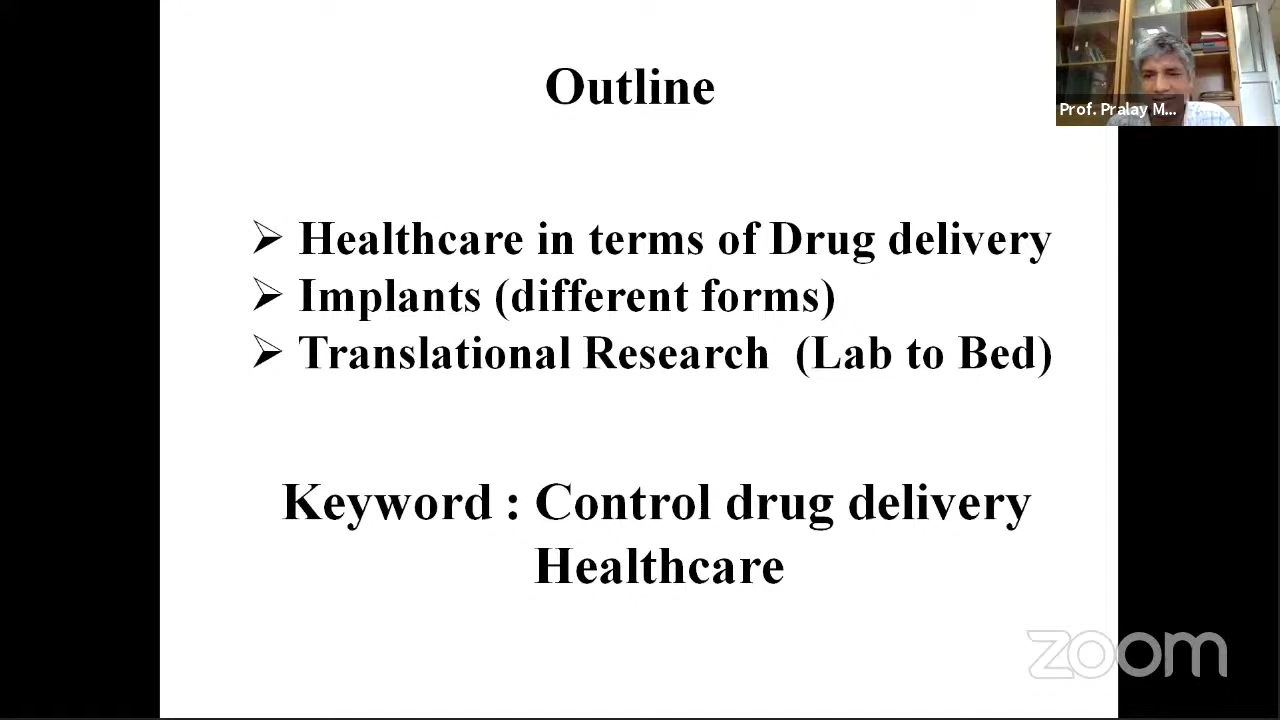 Outline
Prof. Pralay M...
➢ Healthcare in terms of Drug delivery
➢ Implants (different forms)
➢ Translational Research (Lab to Bed)
Keyword : Control drug delivery
Healthcare
zoom